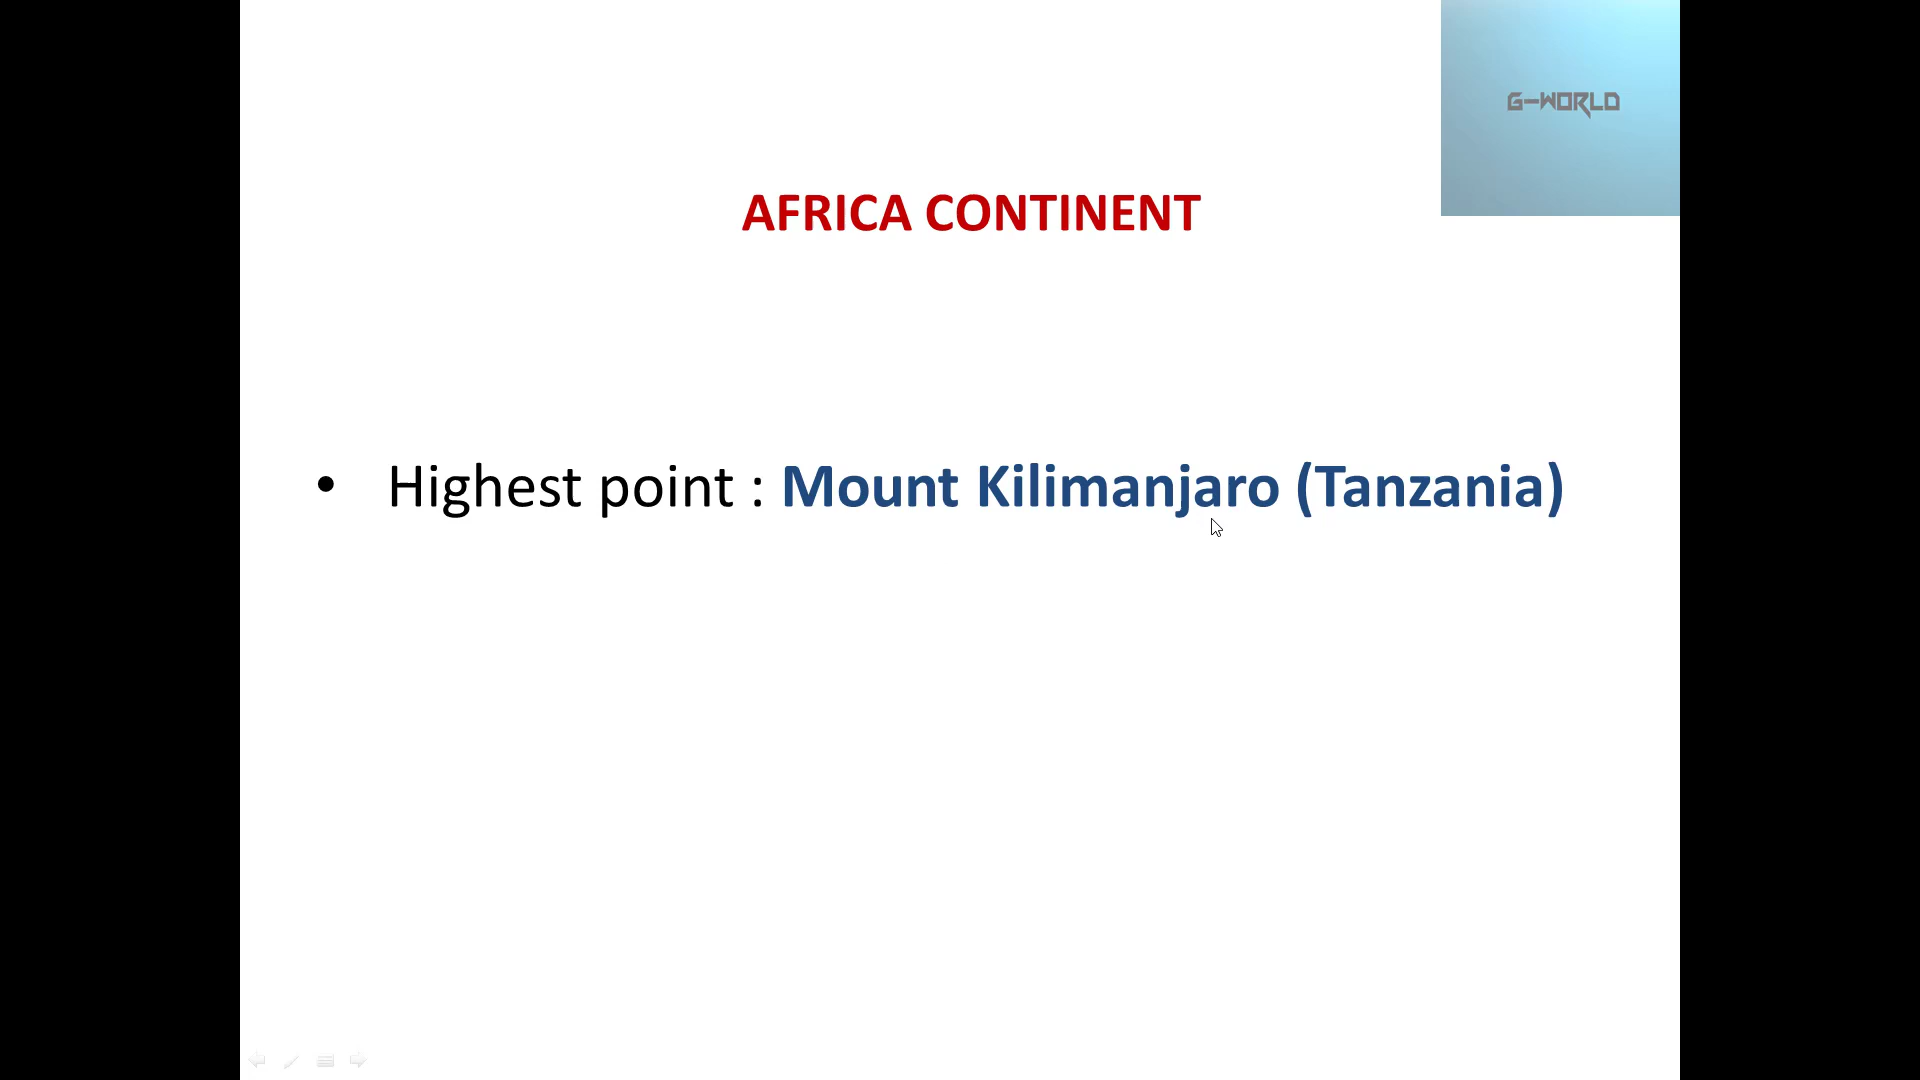 G-WORLD
AFRICA CONTINENT
• Highest point : Mount Kilimanjaro (Tanzania)